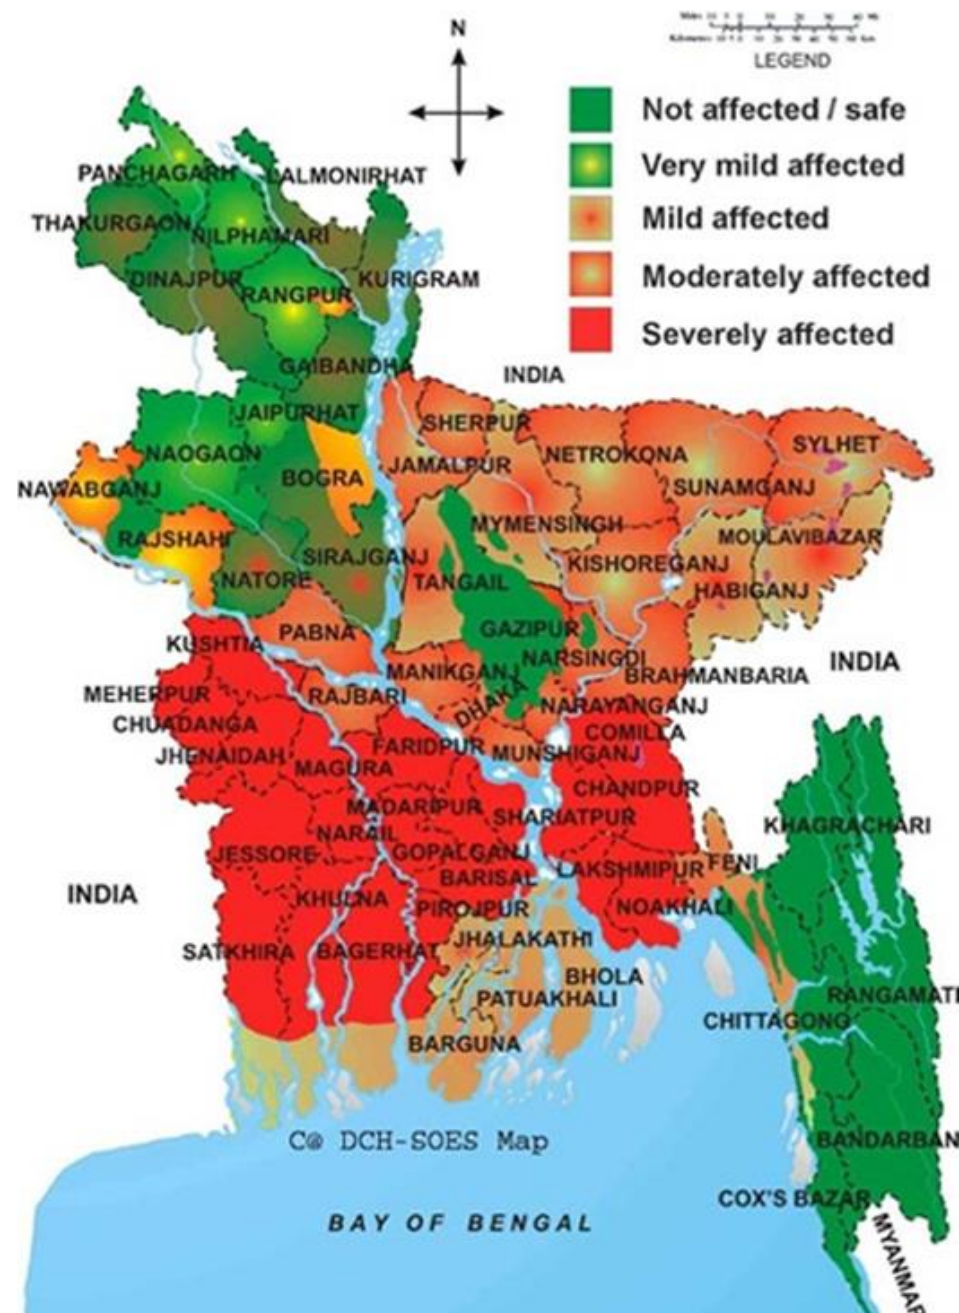 N
LEGEND
Not affected / safe
Very mild affected
Mild affected
Moderately affected
Severely affected
PANCHAGARH
LALMONIRHAT
THAKURGAON
NILPHAMARI
DINAJPUR
RANGPUR
KURIGRAM
GAIBANDHA
INDIA
JAIPURHAT
SHERPUR
NAOGAON
JAMALPUR
NETROKONA
SYLHET
BOGRA
NAWABGANJ
SUNAMGANJ
MYMENSINGH
RAJSHAHI
MOULAVIBAZAR
SIRAJGANJ
KISHOREGANJ
NATORE
TANGAIL
HABIGANJ
PABNA
GAZIPUR
KUSHTIA
NARSINGDI
INDIA
MANIKGANJ
BRAHMANBARIA
MEHERPUR
RAJBARI
DHAKA
NARAYANGANJ
CHUADANGA
COMILLA
JHENAIDAH
FARIDPUR
MUNSHIGANJ
MAGURA
CHANDPUR
MADARIPUR
SHARIATPUR
KHAGRACHARI
NARAIL
JESSORE
GOPALGANJ
LAKSHMIPUR
FENI
BARISAL
INDIA
KHULNA
PIROJPUR
NOAKHALI
SATKHIRA
BAGERHAT
JHALAKATHI
BHOLA
PATUAKHALI
RANGAMATI
CHITTAGONG
BARGUNA
C@ DCH-SOES Map
BANDARBAN
COX'S BAZAR
BAY OF BENGAL
MYANMAR